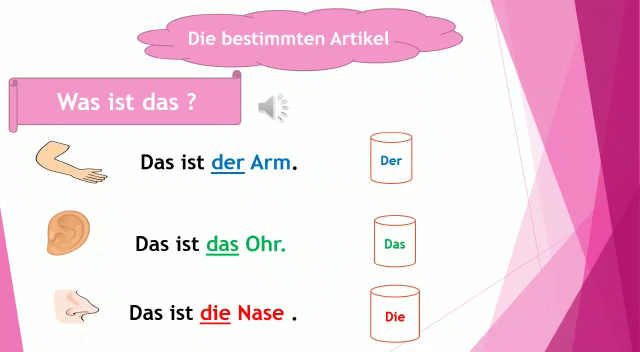 Die bestimmten Artikel
Was ist das ?
Das ist der Arm.
Der
Das ist das Ohr.
Das
Das ist die Nase .
Die